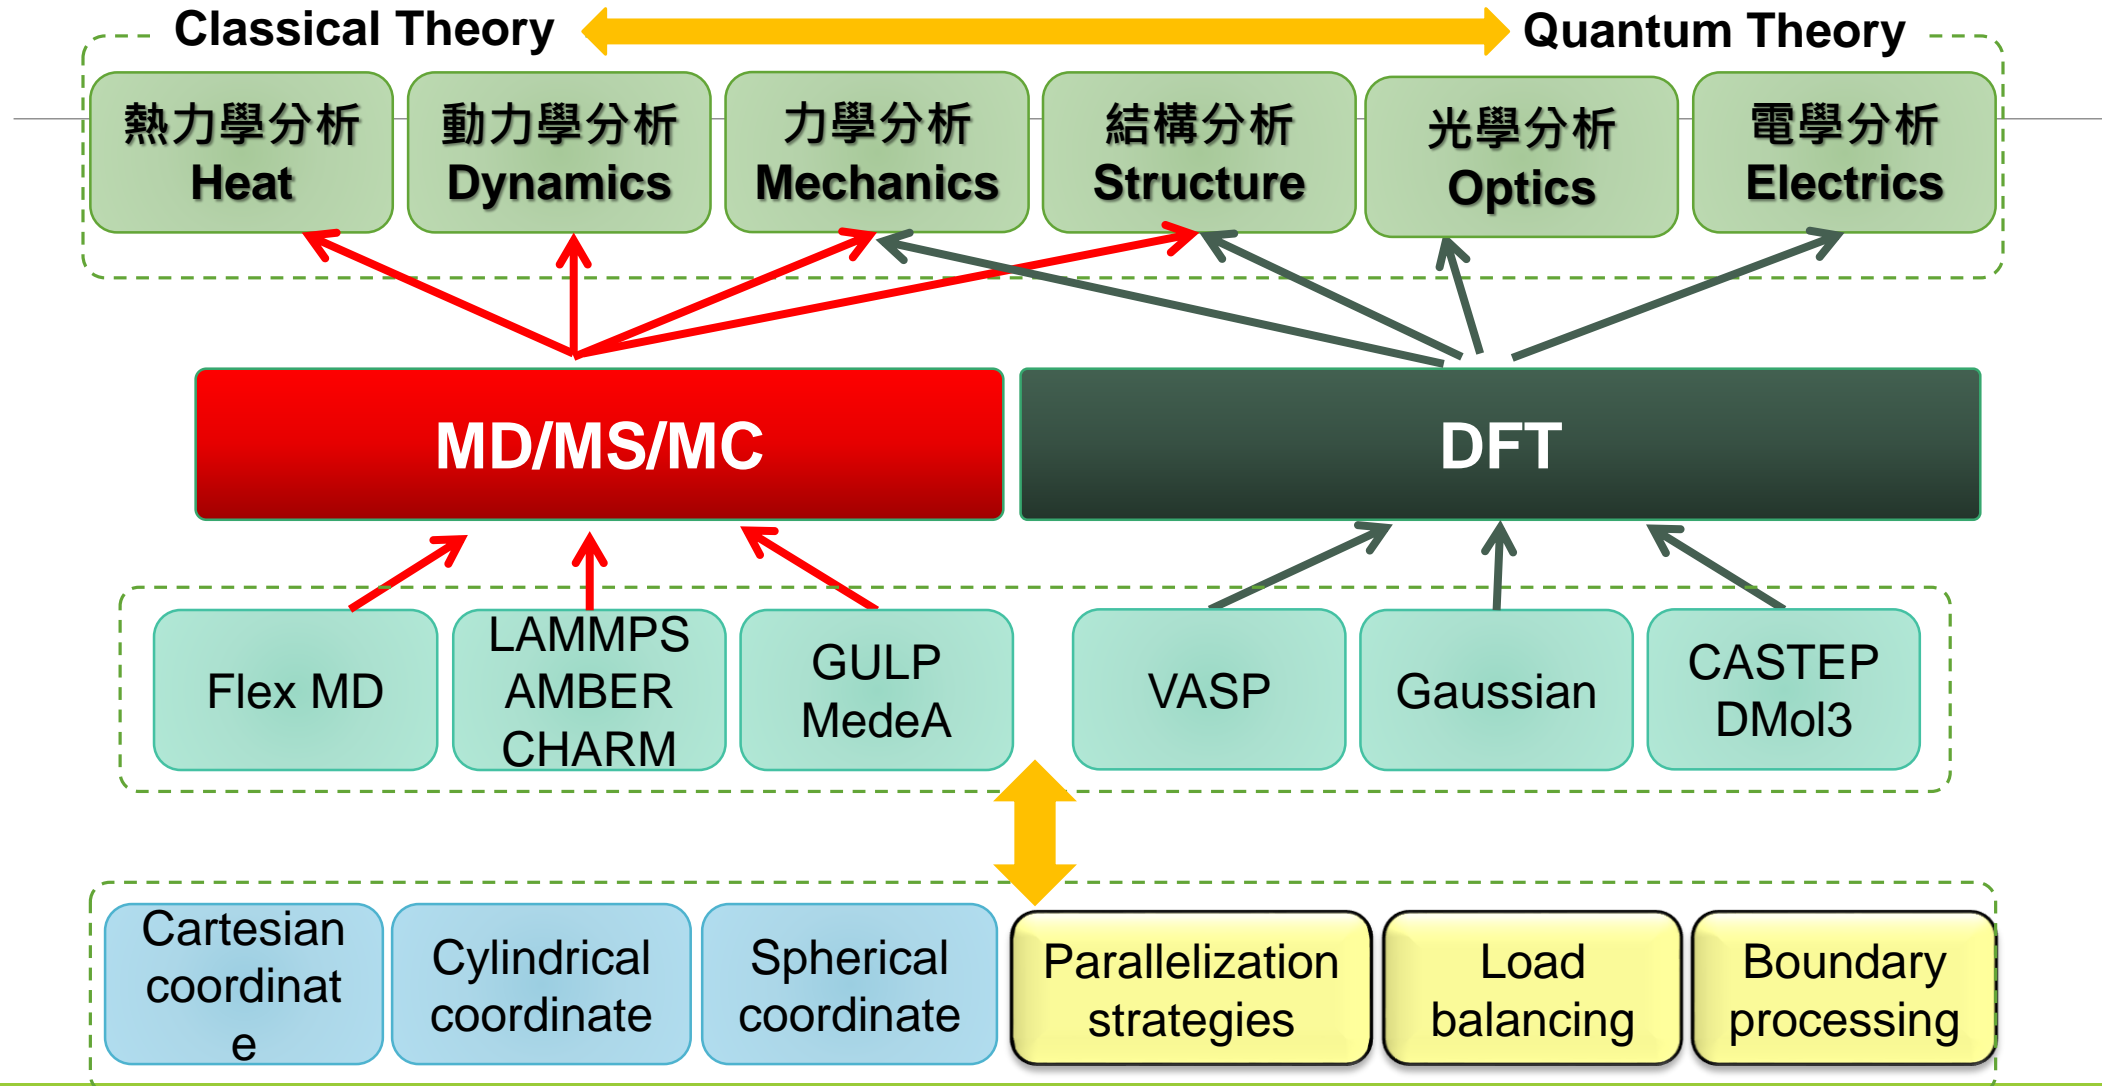 Classical Theory
Quantum Theory
熱力學分析
Heat
動力學分析
Dynamics
力學分析
Mechanics
結構分析
Structure
光學分析
Optics
電學分析
Electrics
MD/MS/MC
DFT
Flex MD
LAMMPS
AMBER
CHARM
GULP
MedeA
VASP
Gaussian
CASTEP
DMol3
Cartesian
coordinat
e
Cylindrical
coordinate
Spherical
coordinate
Parallelization
strategies
Load
balancing
Boundary
processing